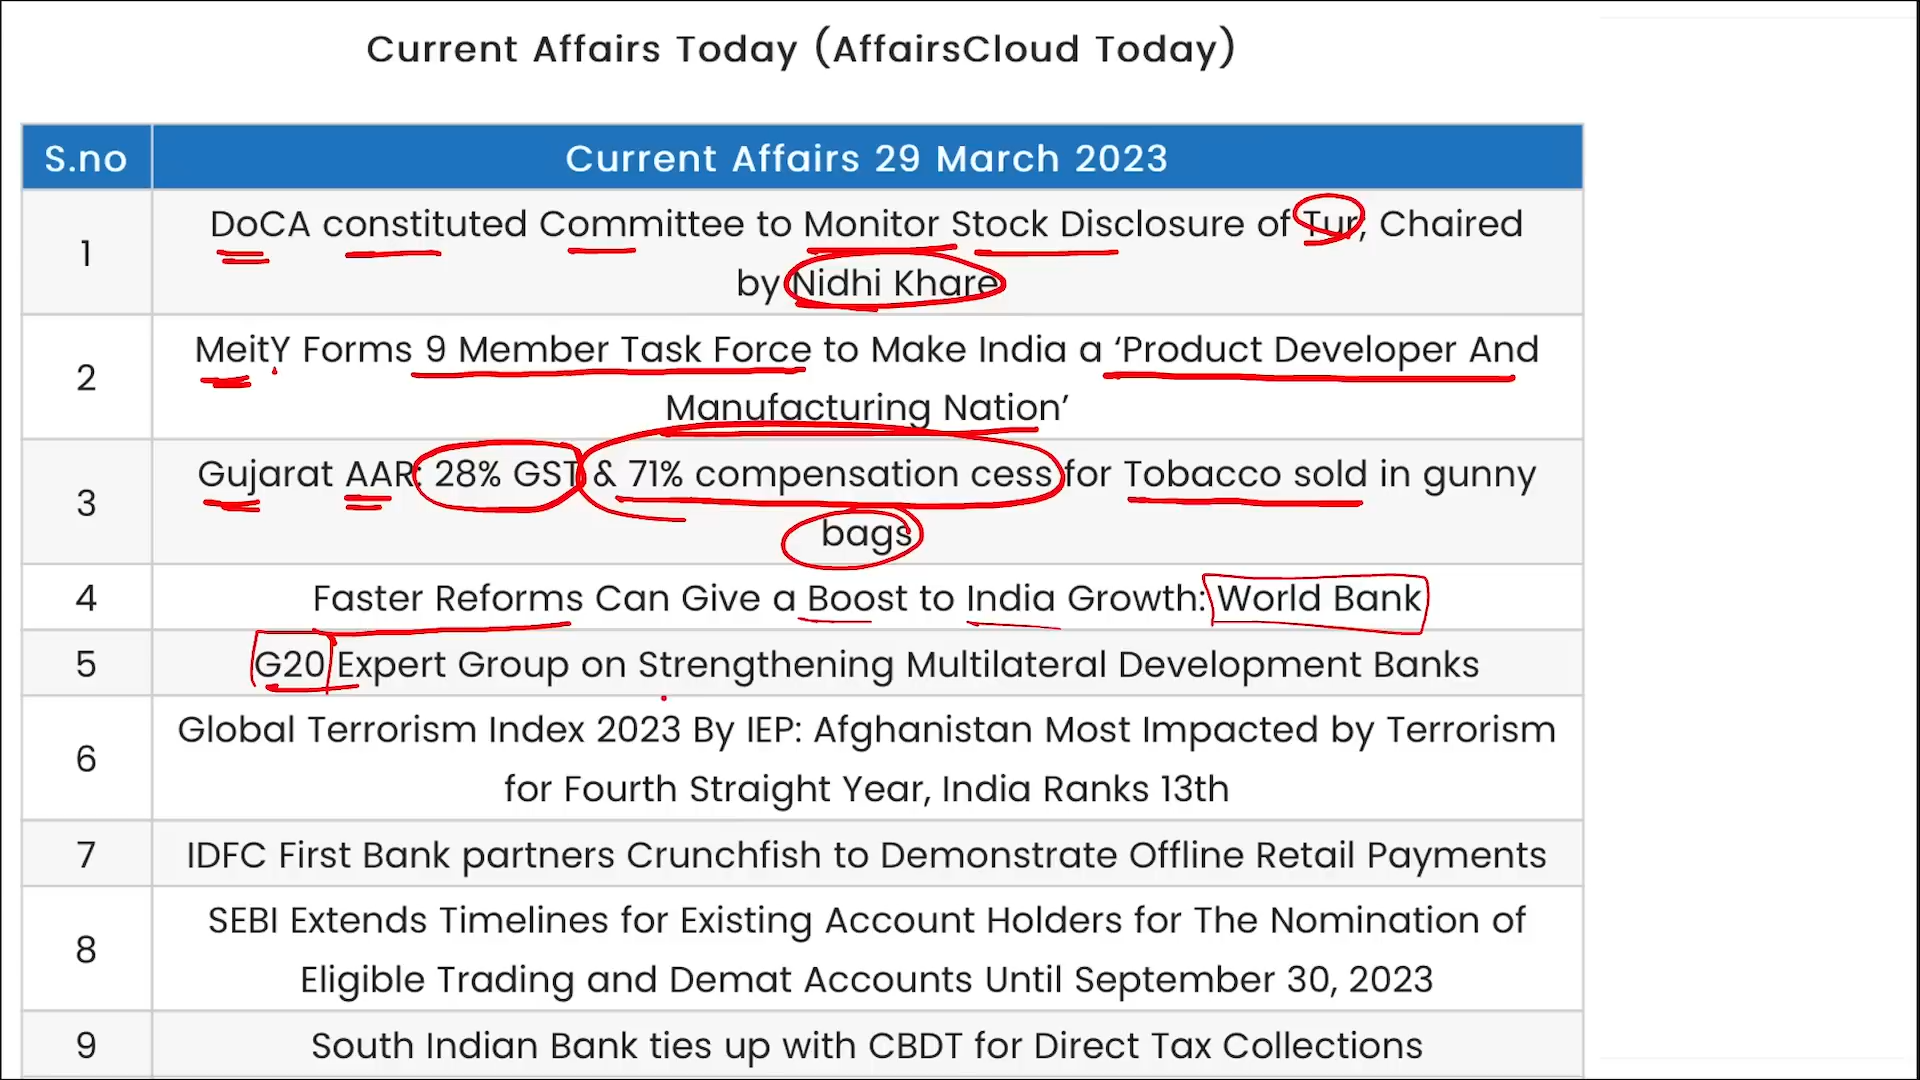 Current Affairs Today (AffairsCloud Today)
S.no
Current Affairs 29 March 2023
1
DoCA constituted Committee to Monitor Stock Disclosure of Tur, Chaired
by Nidhi Khare
2
MeitY Forms 9 Member Task Force to Make India a ‘Product Developer And
Manufacturing Nation’
3
Gujarat AAR: 28% GST & 71% compensation cess for Tobacco sold in gunny
bags
4
Faster Reforms Can Give a Boost to India Growth: World Bank
5
G20 Expert Group on Strengthening Multilateral Development Banks
6
Global Terrorism Index 2023 By IEP: Afghanistan Most Impacted by Terrorism
for Fourth Straight Year, India Ranks 13th
7
IDFC First Bank partners Crunchfish to Demonstrate Offline Retail Payments
8
SEBI Extends Timelines for Existing Account Holders for The Nomination of
Eligible Trading and Demat Accounts Until September 30, 2023
9
South Indian Bank ties up with CBDT for Direct Tax Collections